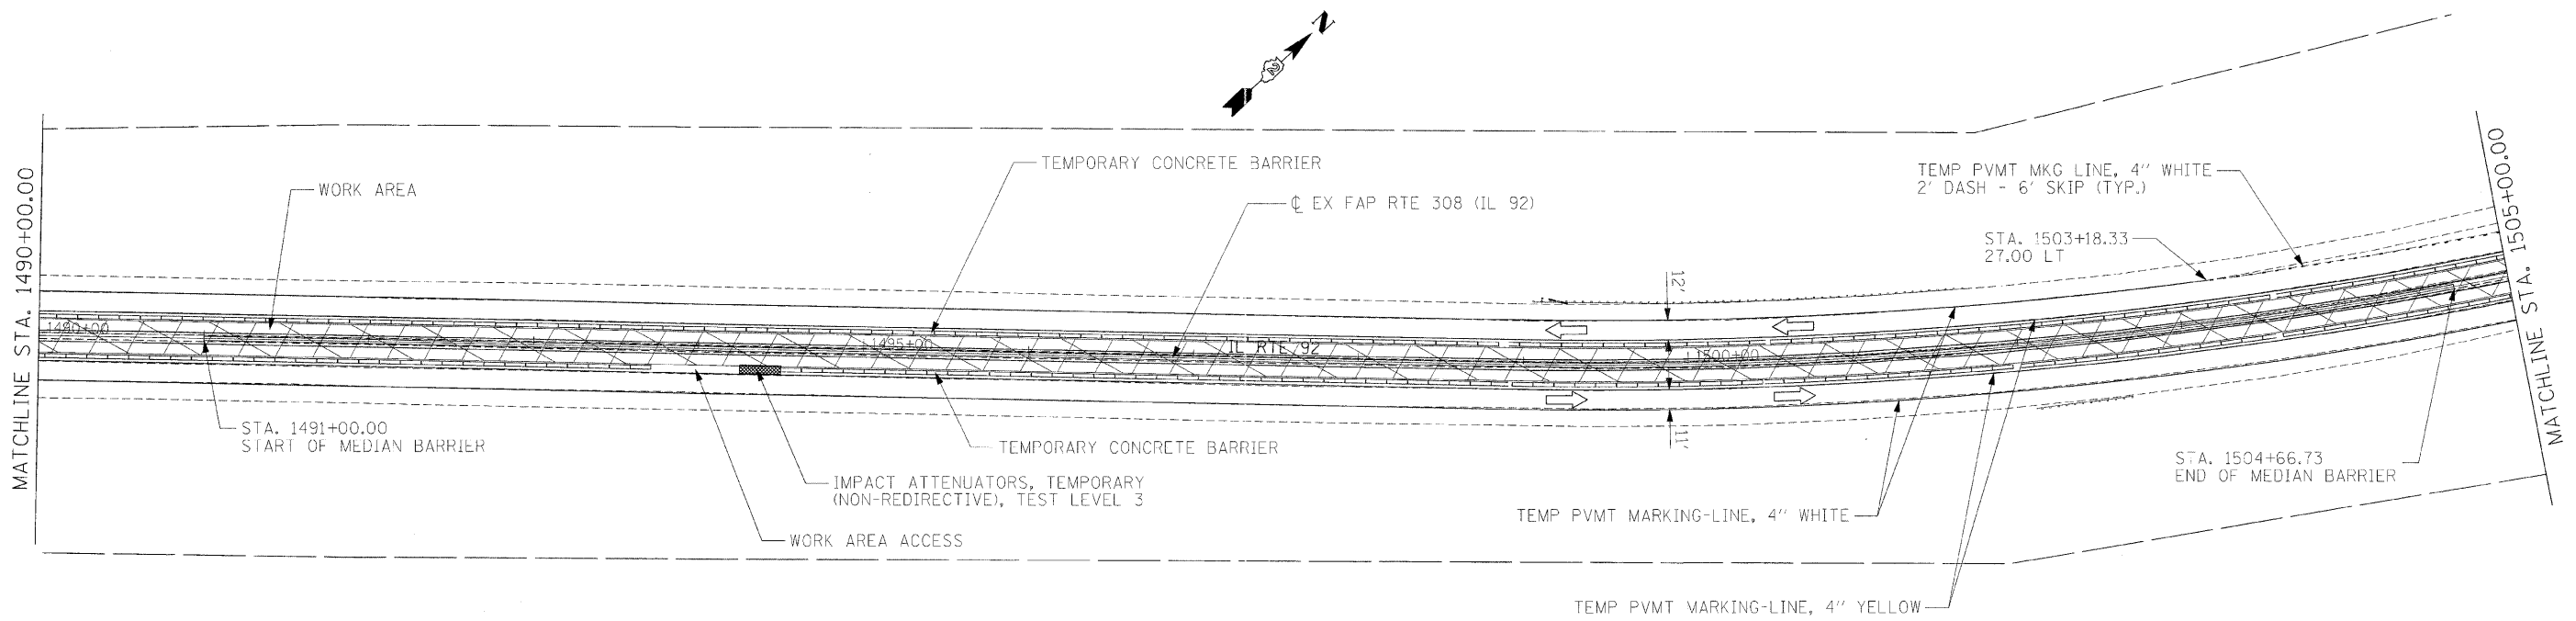 N
2
MATCHLINE STA. 1490+00.00
WORK AREA
TEMPORARY CONCRETE BARRIER
℄ EX FAP RTE 308 (IL 92)
TEMP PVMT MKG LINE, 4" WHITE
2' DASH - 6' SKIP (TYP.)
STA. 1503+18.33
27.00 LT
MATCHLINE STA. 1505+00.00
12'
1490+00
1495+00
IL RTE 92
1500+00
11'
STA. 1491+00.00
START OF MEDIAN BARRIER
TEMPORARY CONCRETE BARRIER
IMPACT ATTENUATORS, TEMPORARY
(NON-REDIRECTIVE), TEST LEVEL 3
WORK AREA ACCESS
STA. 1504+66.73
END OF MEDIAN BARRIER
TEMP PVMT MARKING-LINE, 4" WHITE
TEMP PVMT MARKING-LINE, 4" YELLOW